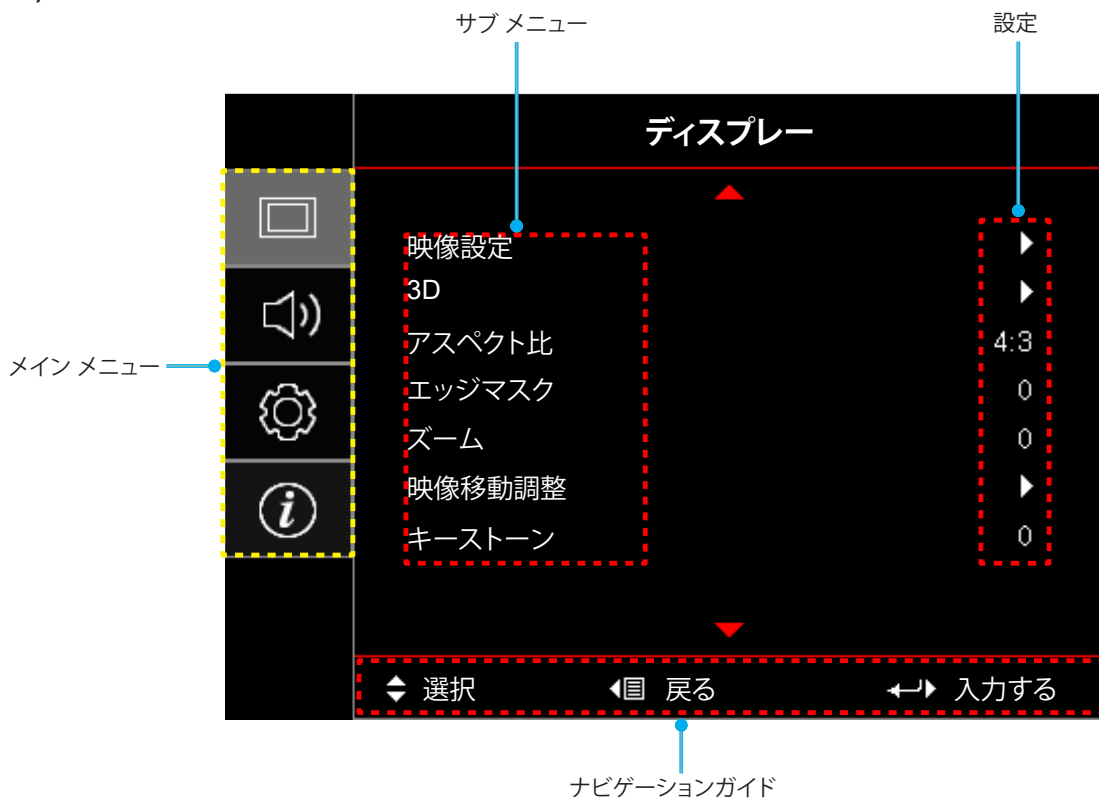 サブ メニュー
設定
ディスプレー
映像設定
3D
アスペクト比 4:3
メイン メニュー
エッジマスク 0
ズーム 0
映像移動調整
キーストーン 0
選択 戻る 入力する
ナビゲーションガイド